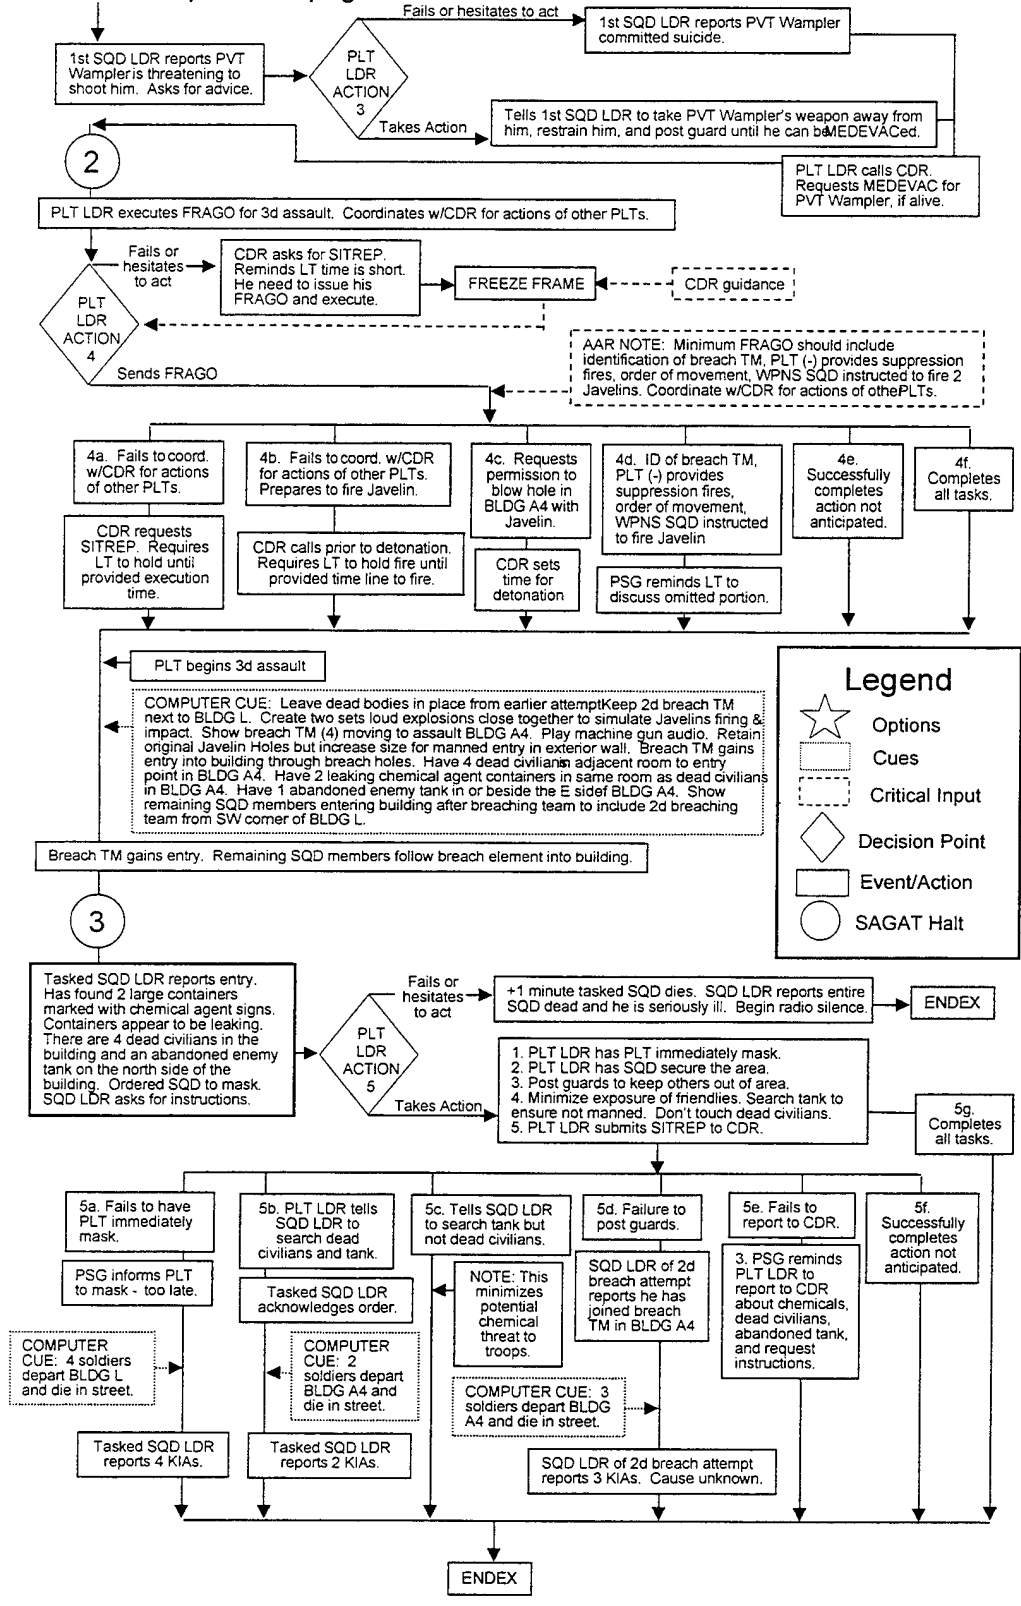 Fails or hesitates to act
1st SQD LDR reports PVT Wampler
committed suicide.
1st SQD LDR reports PVT
Wampler is threatening to
shoot him. Asks for advice.
PLT
LDR
ACTION
3
Takes Action
Tells 1st SQD LDR to take PVT Wampler's weapon away from
him, restrain him, and post guard until he can be MEDEVACed.
2
PLT LDR calls CDR.
Requests MEDEVAC for
PVT Wampler, if alive.
PLT LDR executes FRAGO for 3d assault. Coordinates w/CDR for actions of other PLTs.
Fails or
hesitates
to act
CDR asks for SITREP.
Reminds LT time is short.
He need to issue his
FRAGO and execute.
FREEZE FRAME
CDR guidance
PLT
LDR
ACTION
4
Sends FRAGO
AAR NOTE: Minimum FRAGO should include
identification of breach TM, PLT (-) provides suppression
fires, order of movement, WPNS SQD instructed to fire 2
Javelins. Coordinate w/CDR for actions of othePLTs.
4a. Fails to coord.
w/CDR for actions
of other PLTs.
CDR requests
SITREP. Requires
LT to hold until
provided execution
time.
4b. Fails to coord. w/CDR
for actions of other PLTs.
Prepares to fire Javelin.
CDR calls prior to detonation.
Requires LT to hold fire until
provided time line to fire.
4c. Requests
permission to
blow hole in
BLDG A4 with
Javelin.
CDR sets
time for
detonation
4d. ID of breach TM,
PLT (-) provides
suppression fires,
order of movement,
WPNS SQD instructed
to fire Javelin
PSG reminds LT to
discuss omitted portion.
4e.
Successfully
completes
action not
anticipated.
4f.
Completes
all tasks.
PLT begins 3d assault
COMPUTER CUE: Leave dead bodies in place from earlier attemptKeep 2d breach TM
next to BLDG L. Create two sets loud explosions close together to simulate Javelins firing &
impact. Show breach TM (4) moving to assault BLDG A4. Play machine gun audio. Retain
original Javelin Holes but increase size for manned entry in exterior wall. Breach TM gains
entry into building through breach holes. Have 4 dead civilians in adjacent room to entry
point in BLDG A4. Have 2 leaking chemical agent containers in same room as dead civilians
in BLDG A4. Have 1 abandoned enemy tank in or beside the E sidef BLDG A4. Show
remaining SQD members entering building after breaching team to include 2d breaching
team from SW corner of BLDG L.
Legend
Options
Cues
Critical Input
Decision Point
Event/Action
SAGAT Halt
Breach TM gains entry. Remaining SQD members follow breach element into building.
3
Tasked SQD LDR reports entry.
Has found 2 large containers
marked with chemical agent signs.
Containers appear to be leaking.
There are 4 dead civilians in the
building and an abandoned enemy
tank on the north side of the
building. Ordered SQD to mask.
SQD LDR asks for instructions.
PLT
LDR
ACTION
5
Fails or
hesitates
to act
+1 minute tasked SQD dies. SQD LDR reports entire
SQD dead and he is seriously ill. Begin radio silence.
ENDEX
Takes Action
1. PLT LDR has PLT immediately mask.
2. PLT LDR has SQD secure the area.
3. Post guards to keep others out of area.
4. Minimize exposure of friendlies. Search tank to
ensure not manned. Don't touch dead civilians.
5. PLT LDR submits SITREP to CDR.
5g.
Completes
all tasks.
5a. Fails to have
PLT immediately
mask.
PSG informs PLT
to mask - too late.
COMPUTER
CUE: 4 soldiers
depart BLDG L
and die in street.
Tasked SQD LDR
reports 4 KIAs.
5b. PLT LDR tells
SQD LDR to
search dead
civilians and tank.
Tasked SQD LDR
acknowledges order.
COMPUTER
CUE: 2
soldiers depart
BLDG A4 and
die in street.
Tasked SQD LDR
reports 2 KIAs.
5c. Tells SQD LDR
to search tank but
not dead civilians.
NOTE: This
minimizes
potential
chemical
threat to
troops.
5d. Failure to
post guards.
SQD LDR of 2d
breach attempt
reports he has
joined breach
TM in BLDG A4
COMPUTER CUE: 3
soldiers depart BLDG
A4 and die in street.
SQD LDR of 2d breach attempt
reports 3 KIAs. Cause unknown.
5e. Fails to
report to CDR.
3. PSG reminds
PLT LDR to
report to CDR
about chemicals,
dead civilians,
abandoned tank,
and request
instructions.
5f.
Successfully
completes
action not
anticipated.
ENDEX